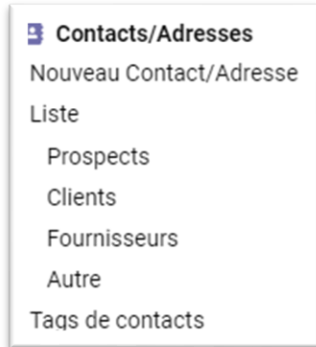 Contacts/Adresses
Nouveau Contact/Adresse
Liste
Prospects
Clients
Fournisseurs
Autre
Tags de contacts